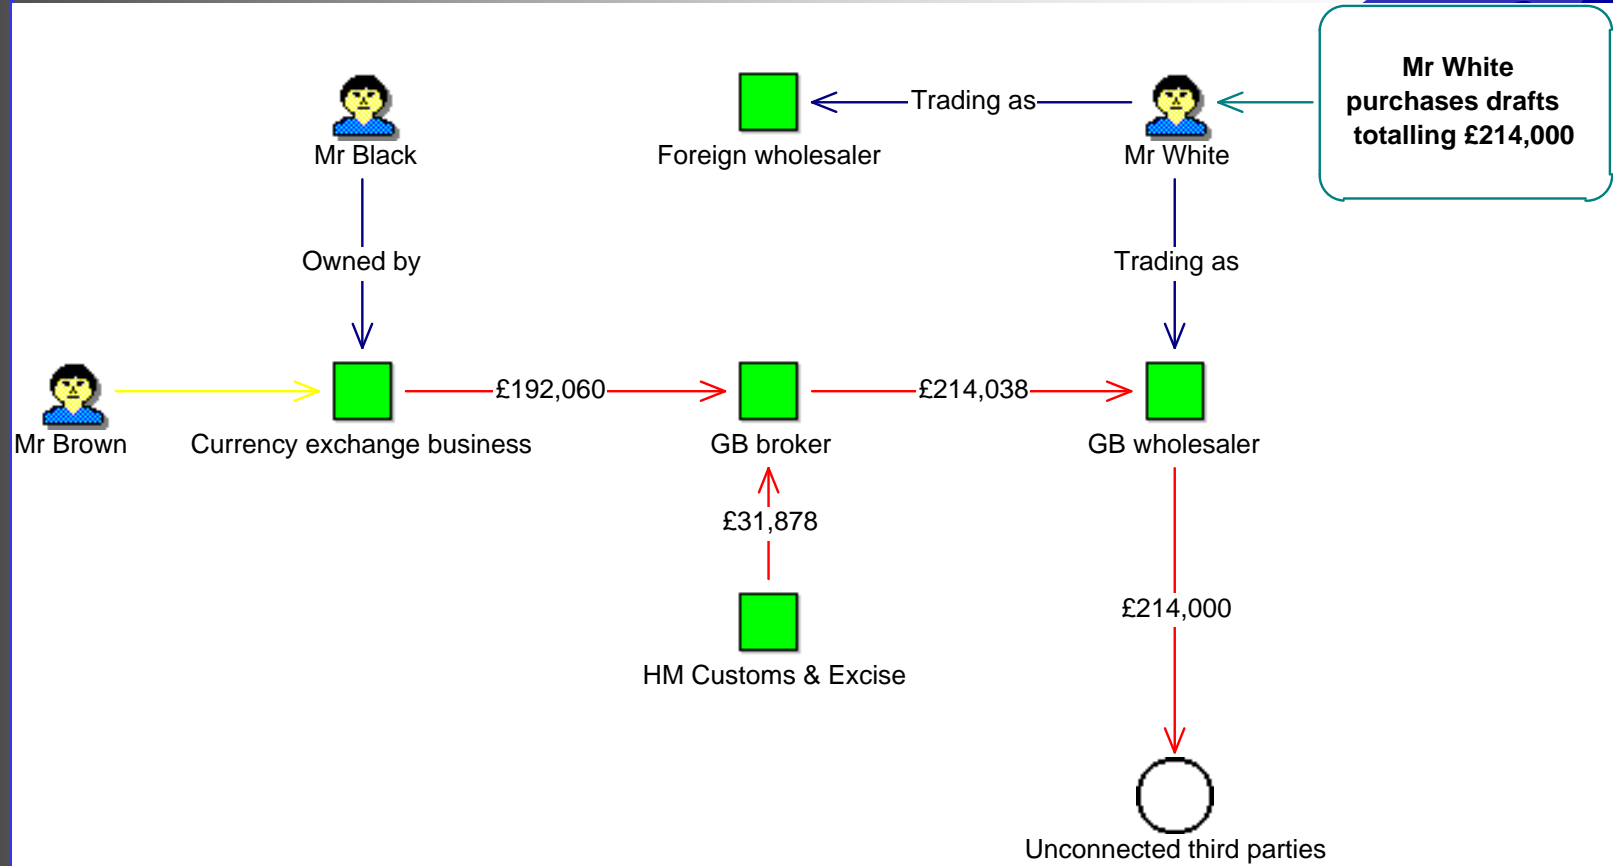 Mr White
purchases drafts
totalling £214,000
Trading as
Mr Black
Foreign wholesaler
Mr White
Owned by
Trading as
£192,060
£214,038
Mr Brown
Currency exchange business
GB broker
GB wholesaler
£31,878
£214,000
HM Customs & Excise
Unconnected third parties